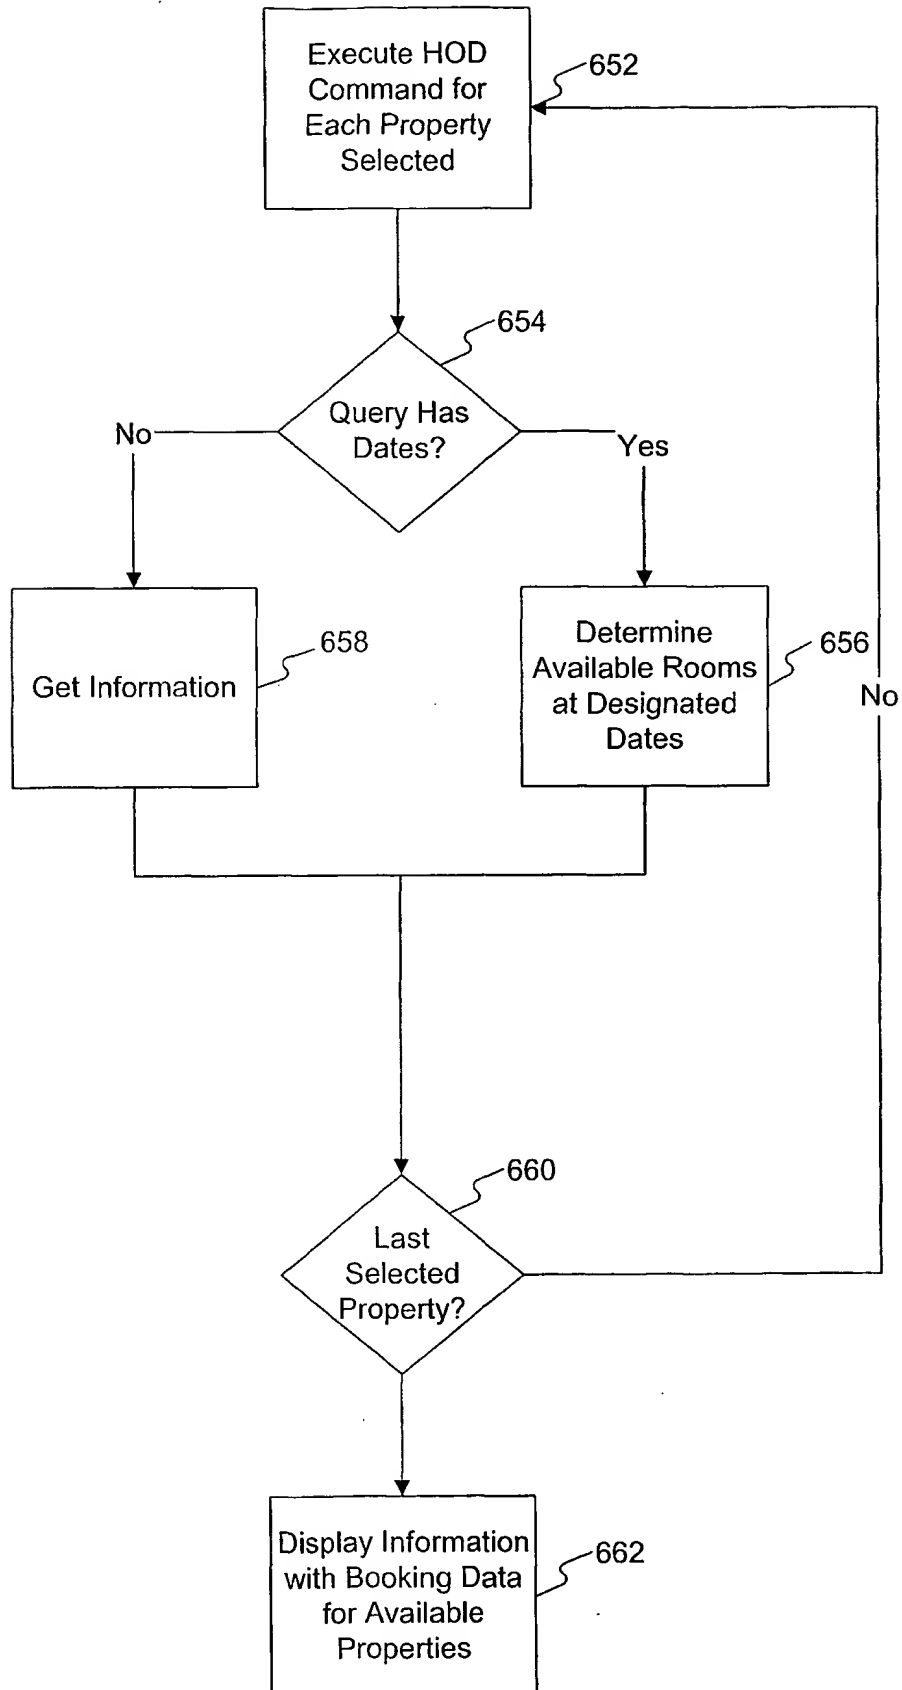 Execute HOD
Command for
Each Property
Selected
652
654
Query Has
Dates?
No
Yes
Get Information
658
Determine
Available Rooms
at Designated
Dates
656
No
660
Last
Selected
Property?
Display Information
with Booking Data
for Available
Properties
662